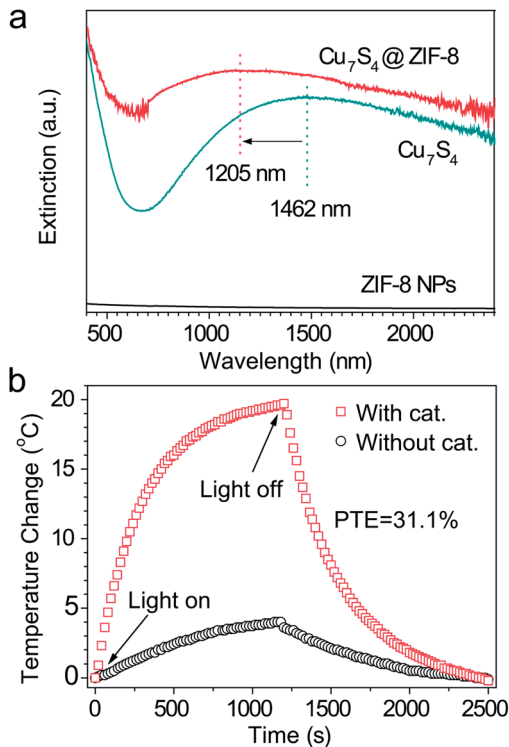 a
Extinction (a.u.)
Cu7S4@ ZIF-8
Cu7S4
1205 nm
1462 nm
ZIF-8 NPs
500 1000 1500 2000
Wavelength (nm)
b
Temperature Change (°C)
20
15
10
5
0
With cat.
Without cat.
Light off
PTE=31.1%
Light on
0 500 1000 1500 2000 2500
Time (s)